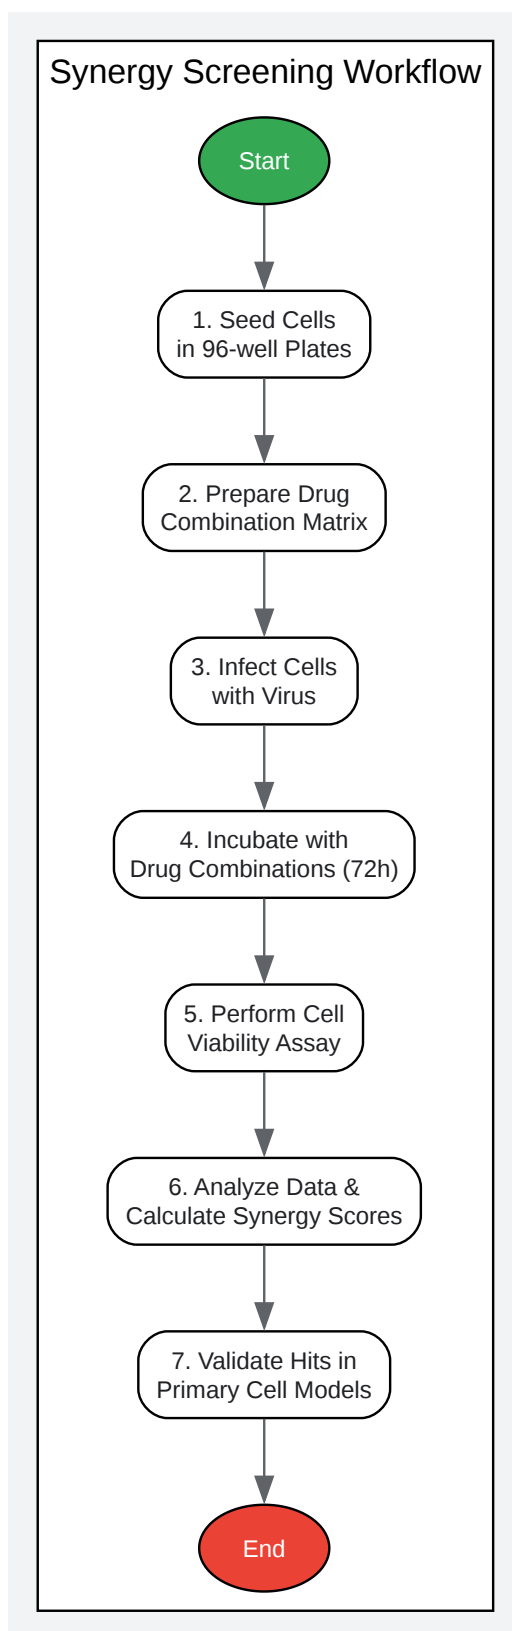 Synergy Screening Workflow
Start
1. Seed Cells
in 96-well Plates
2. Prepare Drug
Combination Matrix
3. Infect Cells
with Virus
4. Incubate with
Drug Combinations (72h)
5. Perform Cell
Viability Assay
6. Analyze Data &
Calculate Synergy Scores
7. Validate Hits in
Primary Cell Models
End